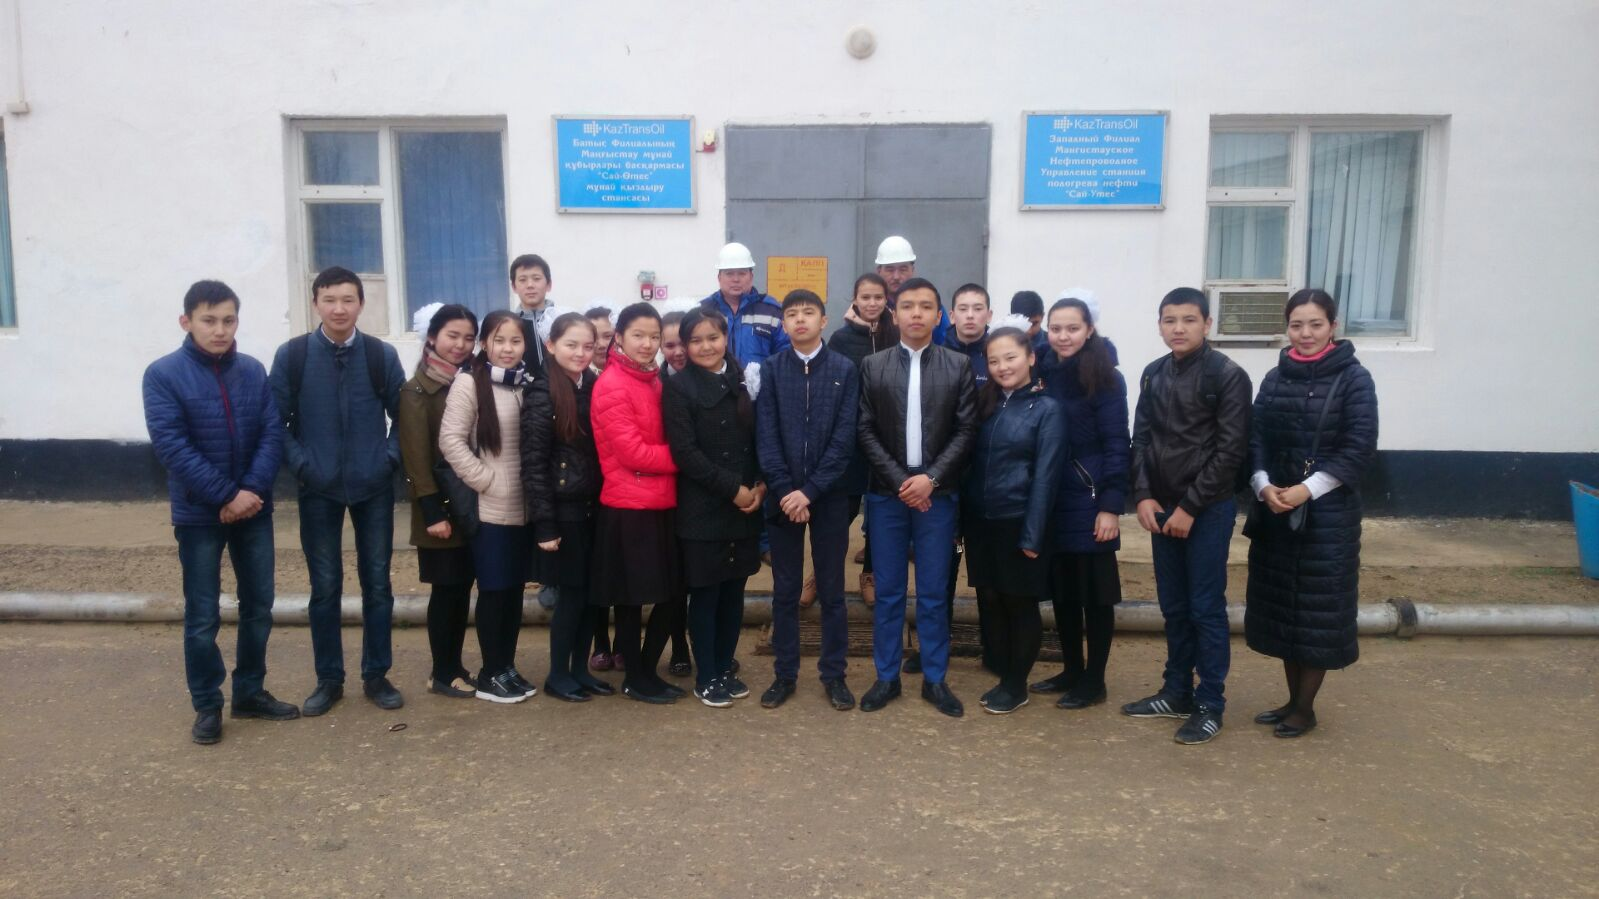 KazTransOil
Батыс Филиалының
Маңғыстау мұнай
құбырлары басқармасы
"Сай-Өтес"
мұнай қыздыру
стансасы
KazTransOil
Западный Филиал
Мангистауское
Нефтепроводное
Управление станция
подогрева нефти
"Сай-Утес"
Д